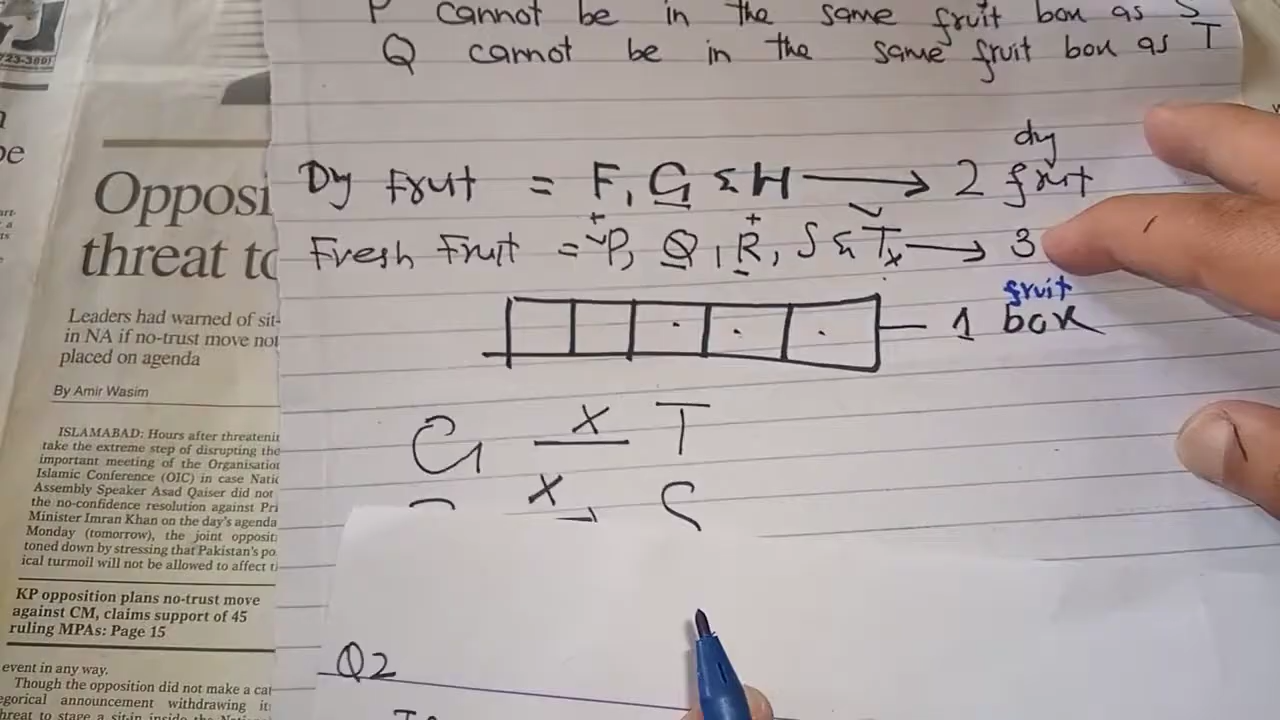 P cannot be in the same fruit box as S
Q cannot be in the same fruit box as T
dry
Dry fruit = F, G & H → 2 fruit
Fresh Fruit = P, Q, R, S & T → 3
fruit
1 box
G x T
x S
Q2
723-3801
Opposi
threat to
Leaders had warned of sit-
in NA if no-trust move not
placed on agenda
By Amir Wasim
ISLAMABAD: Hours after threatenin
take the extreme step of disrupting the
important meeting of the Organisation
Islamic Conference (OIC) in case Natio
Assembly Speaker Asad Qaiser did not
the no-confidence resolution against Pri
Minister Imran Khan on the day's agenda
Monday (tomorrow), the joint oppositi
toned down by stressing that Pakistan's po
ical turmoil will not be allowed to affect t
KP opposition plans no-trust move
against CM, claims support of 45
ruling MPAs: Page 15
event in any way.
Though the opposition did not make a cat
egorical announcement withdrawing it
threat to stage a sit-in inside the Nation